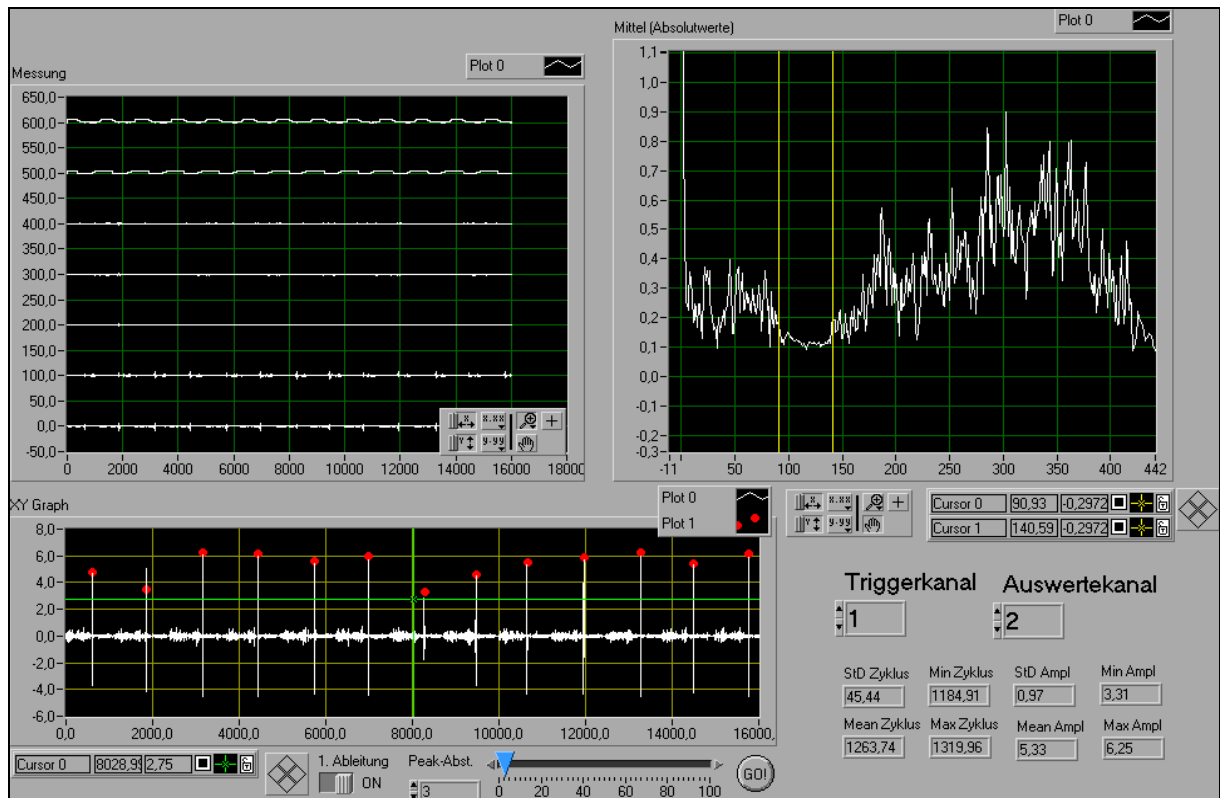 Messung
Plot 0
650,0
600,0
550,0
500,0
450,0
400,0
350,0
300,0
250,0
200,0
150,0
100,0
50,0
0,0
-50,0
0 2000 4000 6000 8000 10000 12000 14000 16000 18000
Mittel (Absolutwerte)
Plot 0
1,1
1,0
0,9
0,8
0,7
0,6
0,5
0,4
0,3
0,2
0,1
0,0
-0,1
-0,2
-0,3
-11 50 100 150 200 250 300 350 400 442
XY Graph
Plot 0
Plot 1
8,0
6,0
4,0
2,0
0,0
-2,0
-4,0
-6,0
0,0 2000,0 4000,0 6000,0 8000,0 10000,0 12000,0 14000,0 16000,
Cursor 0 90,93 -0,2972
Cursor 1 140,59 -0,2972
Triggerkanal Auswertekanal
1 2
StD Zyklus Min Zyklus StD Ampl Min Ampl
45,44 1184,91 0,97 3,31
Mean Zyklus Max Zyklus Mean Ampl Max Ampl
1263,74 1319,96 5,33 6,25
Cursor 0 2,75
1. Ableitung
ON
Peak-Abst.
3
0 20 40 60 80 100
GO!